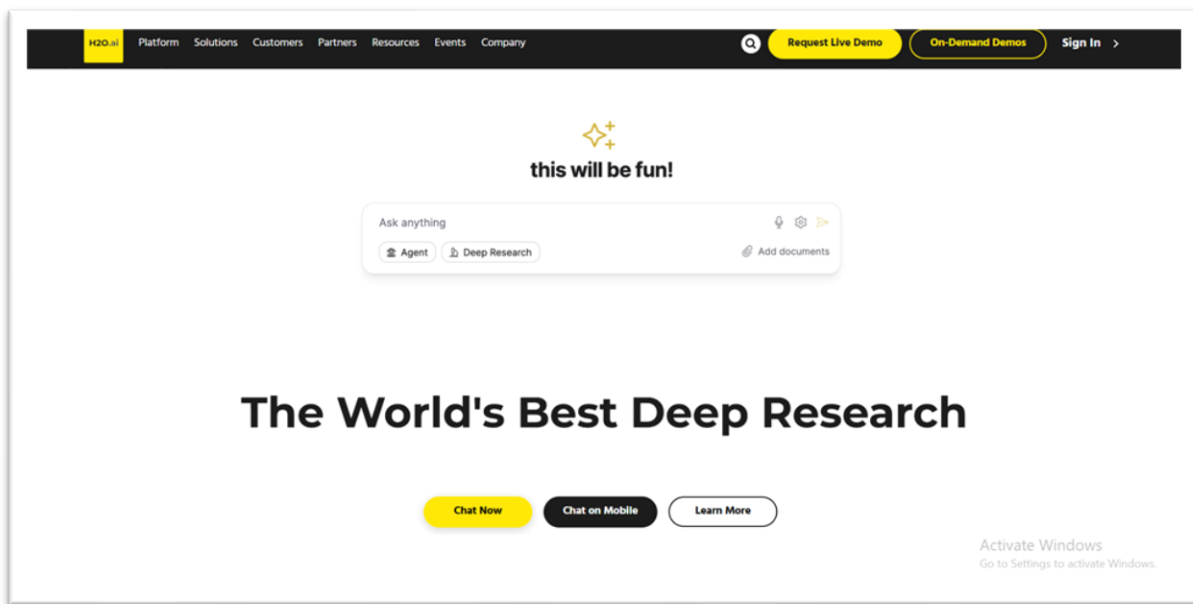 H2O.ai Platform Solutions Customers Partners Resources Events Company Request Live Demo On-Demand Demos Sign In >
this will be fun!
Ask anything
Agent Deep Research Add documents
The World's Best Deep Research
Chat Now Chat on Mobile Learn More
Activate Windows
Go to Settings to activate Windows.